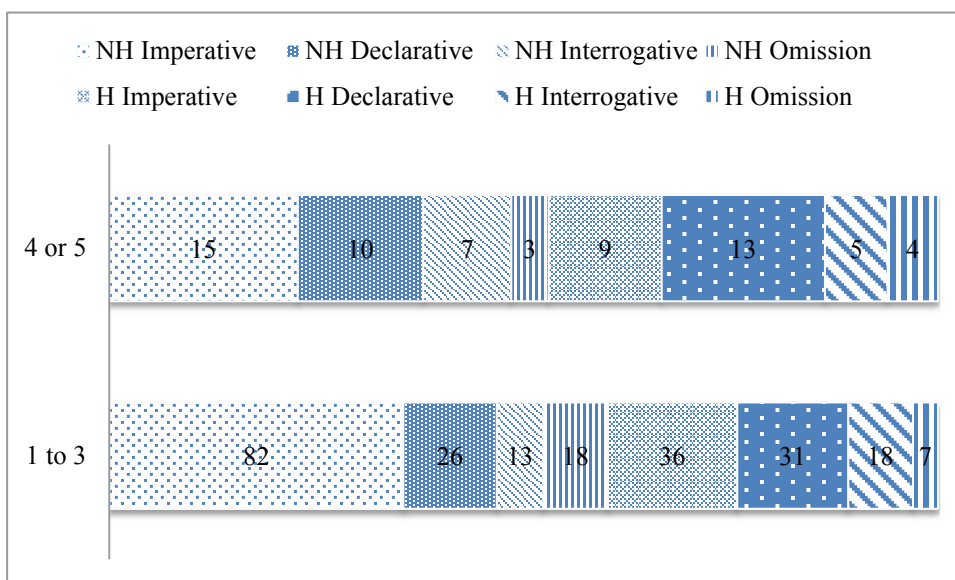 NH Imperative NH Declarative NH Interrogative NH Omission
H Imperative H Declarative H Interrogative H Omission
4 or 5 15 10 7 3 9 13 5 4
1 to 3 82 26 13 18 36 31 18 7